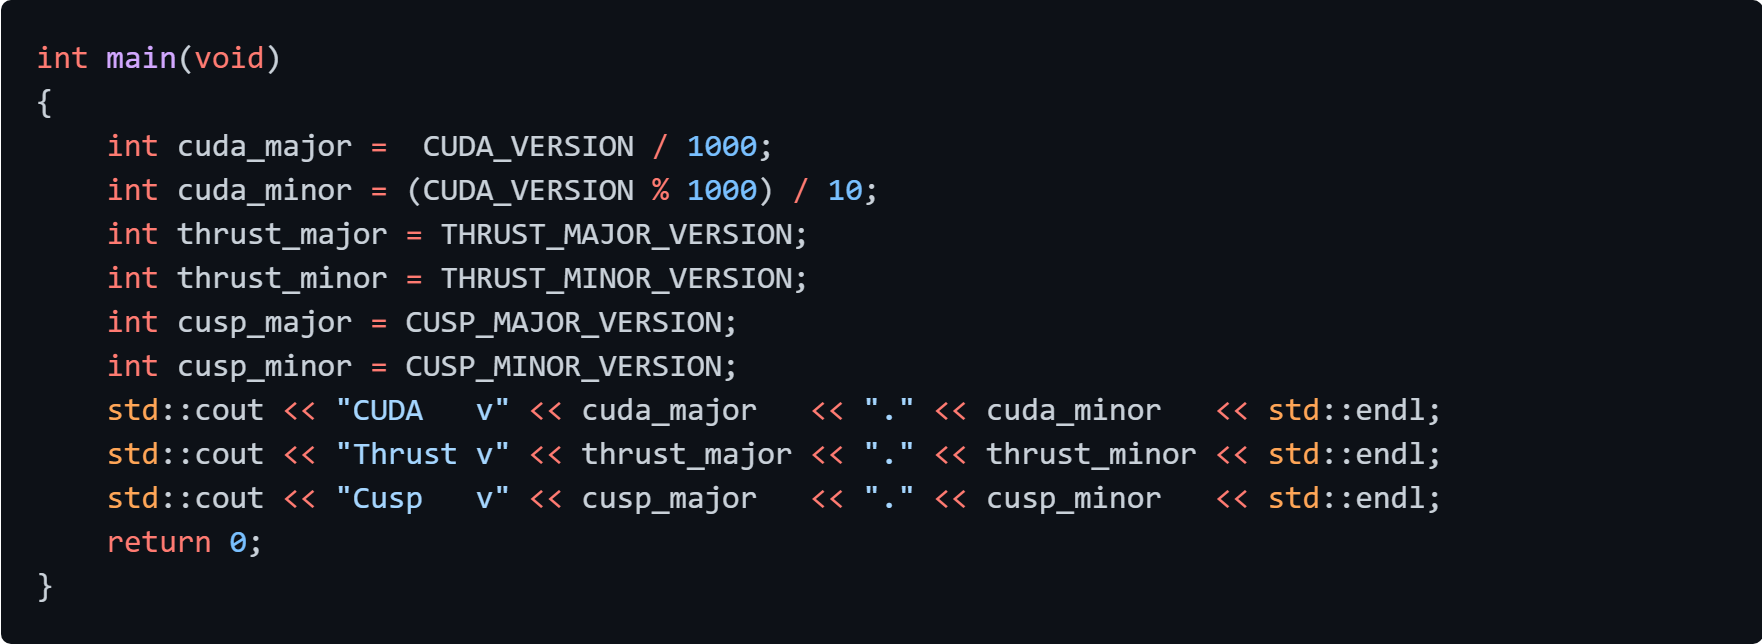 int main(void)
{
    int cuda_major =  CUDA_VERSION / 1000;
    int cuda_minor = (CUDA_VERSION % 1000) / 10;
    int thrust_major = THRUST_MAJOR_VERSION;
    int thrust_minor = THRUST_MINOR_VERSION;
    int cusp_major = CUSP_MAJOR_VERSION;
    int cusp_minor = CUSP_MINOR_VERSION;
    std::cout << "CUDA   v" << cuda_major   << "." << cuda_minor   << std::endl;
    std::cout << "Thrust v" << thrust_major << "." << thrust_minor << std::endl;
    std::cout << "Cusp   v" << cusp_major   << "." << cusp_minor   << std::endl;
    return 0;
}